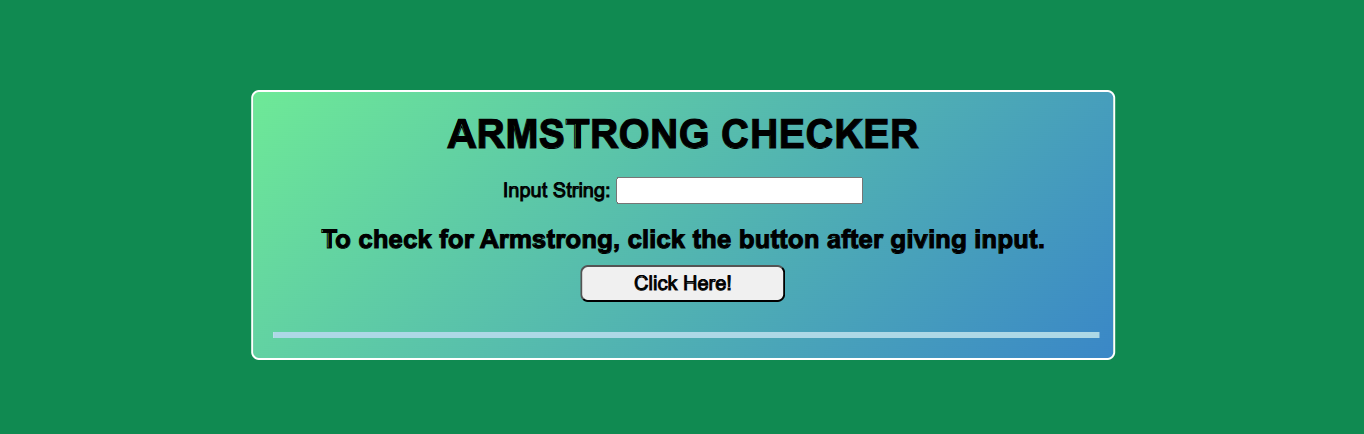 ARMSTRONG CHECKER
Input String:
To check for Armstrong, click the button after giving input.
Click Here!